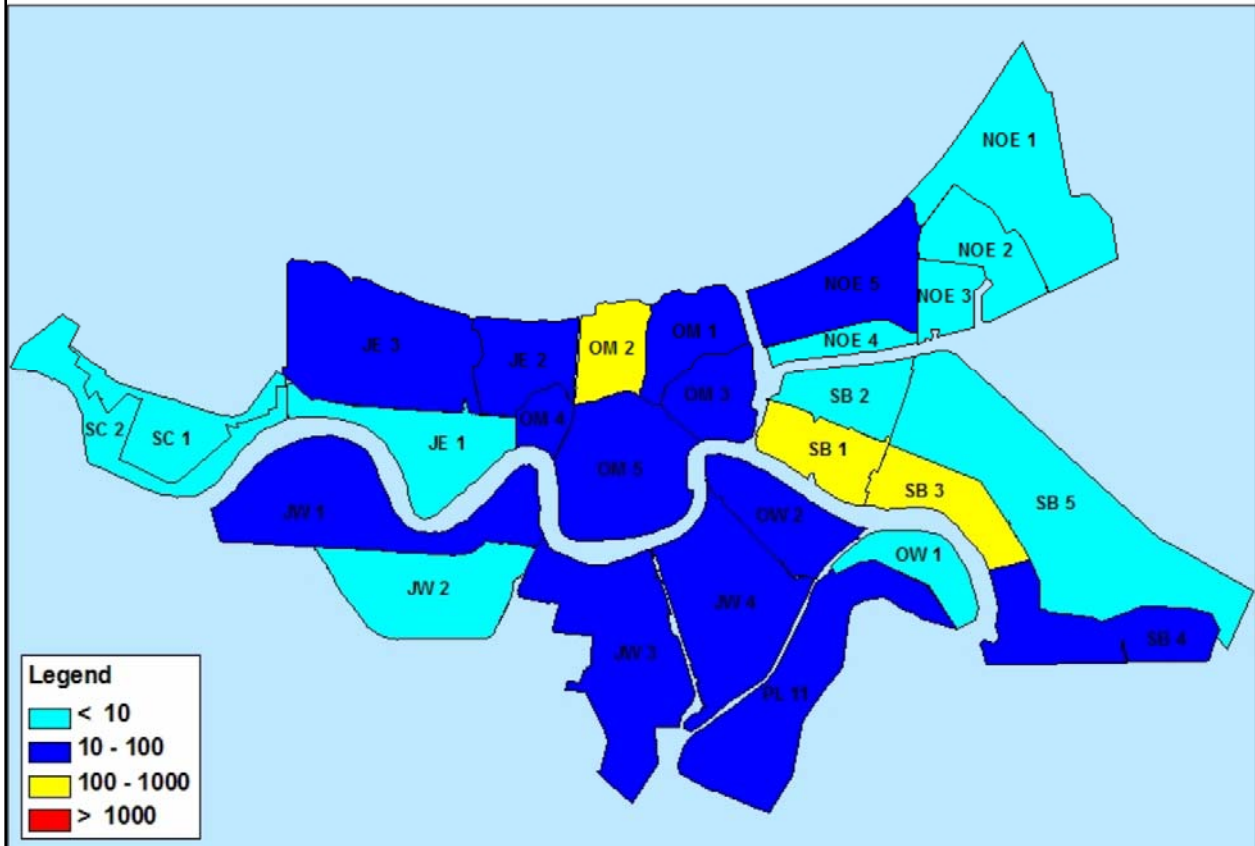 NOE 1
NOE 2
NOE 5
NOE 3
NOE 4
OM 1
JE 3
JE 2
OM 2
OM 3
SB 2
OM 4
SC 2
SC 1
JE 1
SB 1
OM 5
SB 3
SB 5
JW 1
OW 2
OW 1
JW 2
JW 4
SB 4
JW 3
PL 11
Legend
< 10
10 - 100
100 - 1000
> 1000